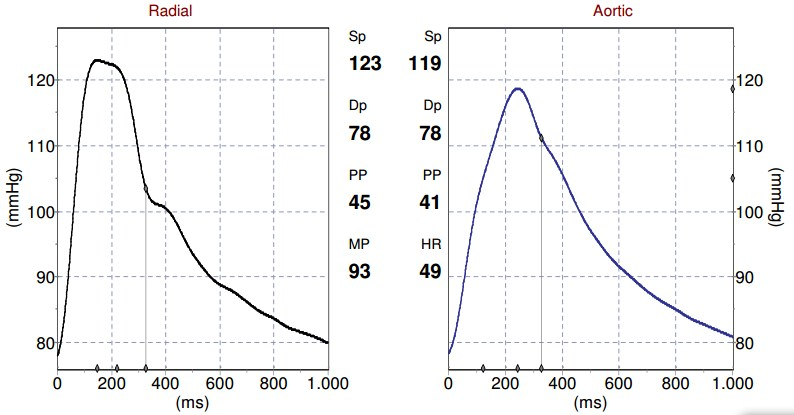 Radial
Aortic
Sp
123
Dp
78
PP
45
MP
93
Sp
119
Dp
78
PP
41
HR
49
120
110
100
90
80
(mmHg)
0 200 400 600 800 1.000
(ms)
120
110
100
90
80
(mmHg)
0 200 400 600 800 1.000
(ms)